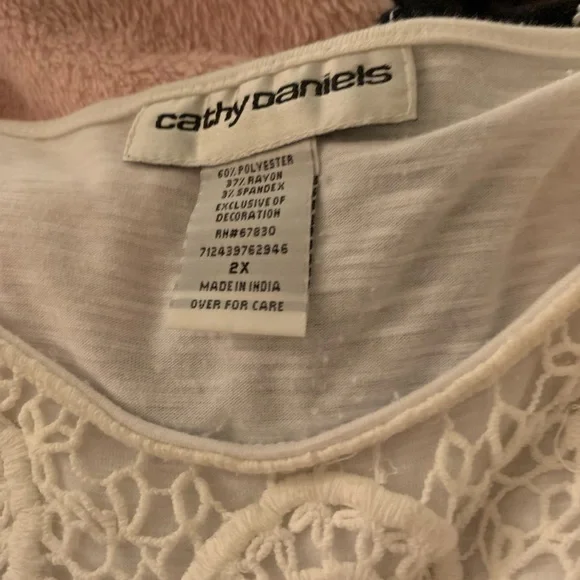 cathy Daniels
60% POLYESTER
37% RAYON
3% SPANDEX
EXCLUSIVE OF
DECORATION
RN#67830
712439762946
2X
MADE IN INDIA
OVER FOR CARE